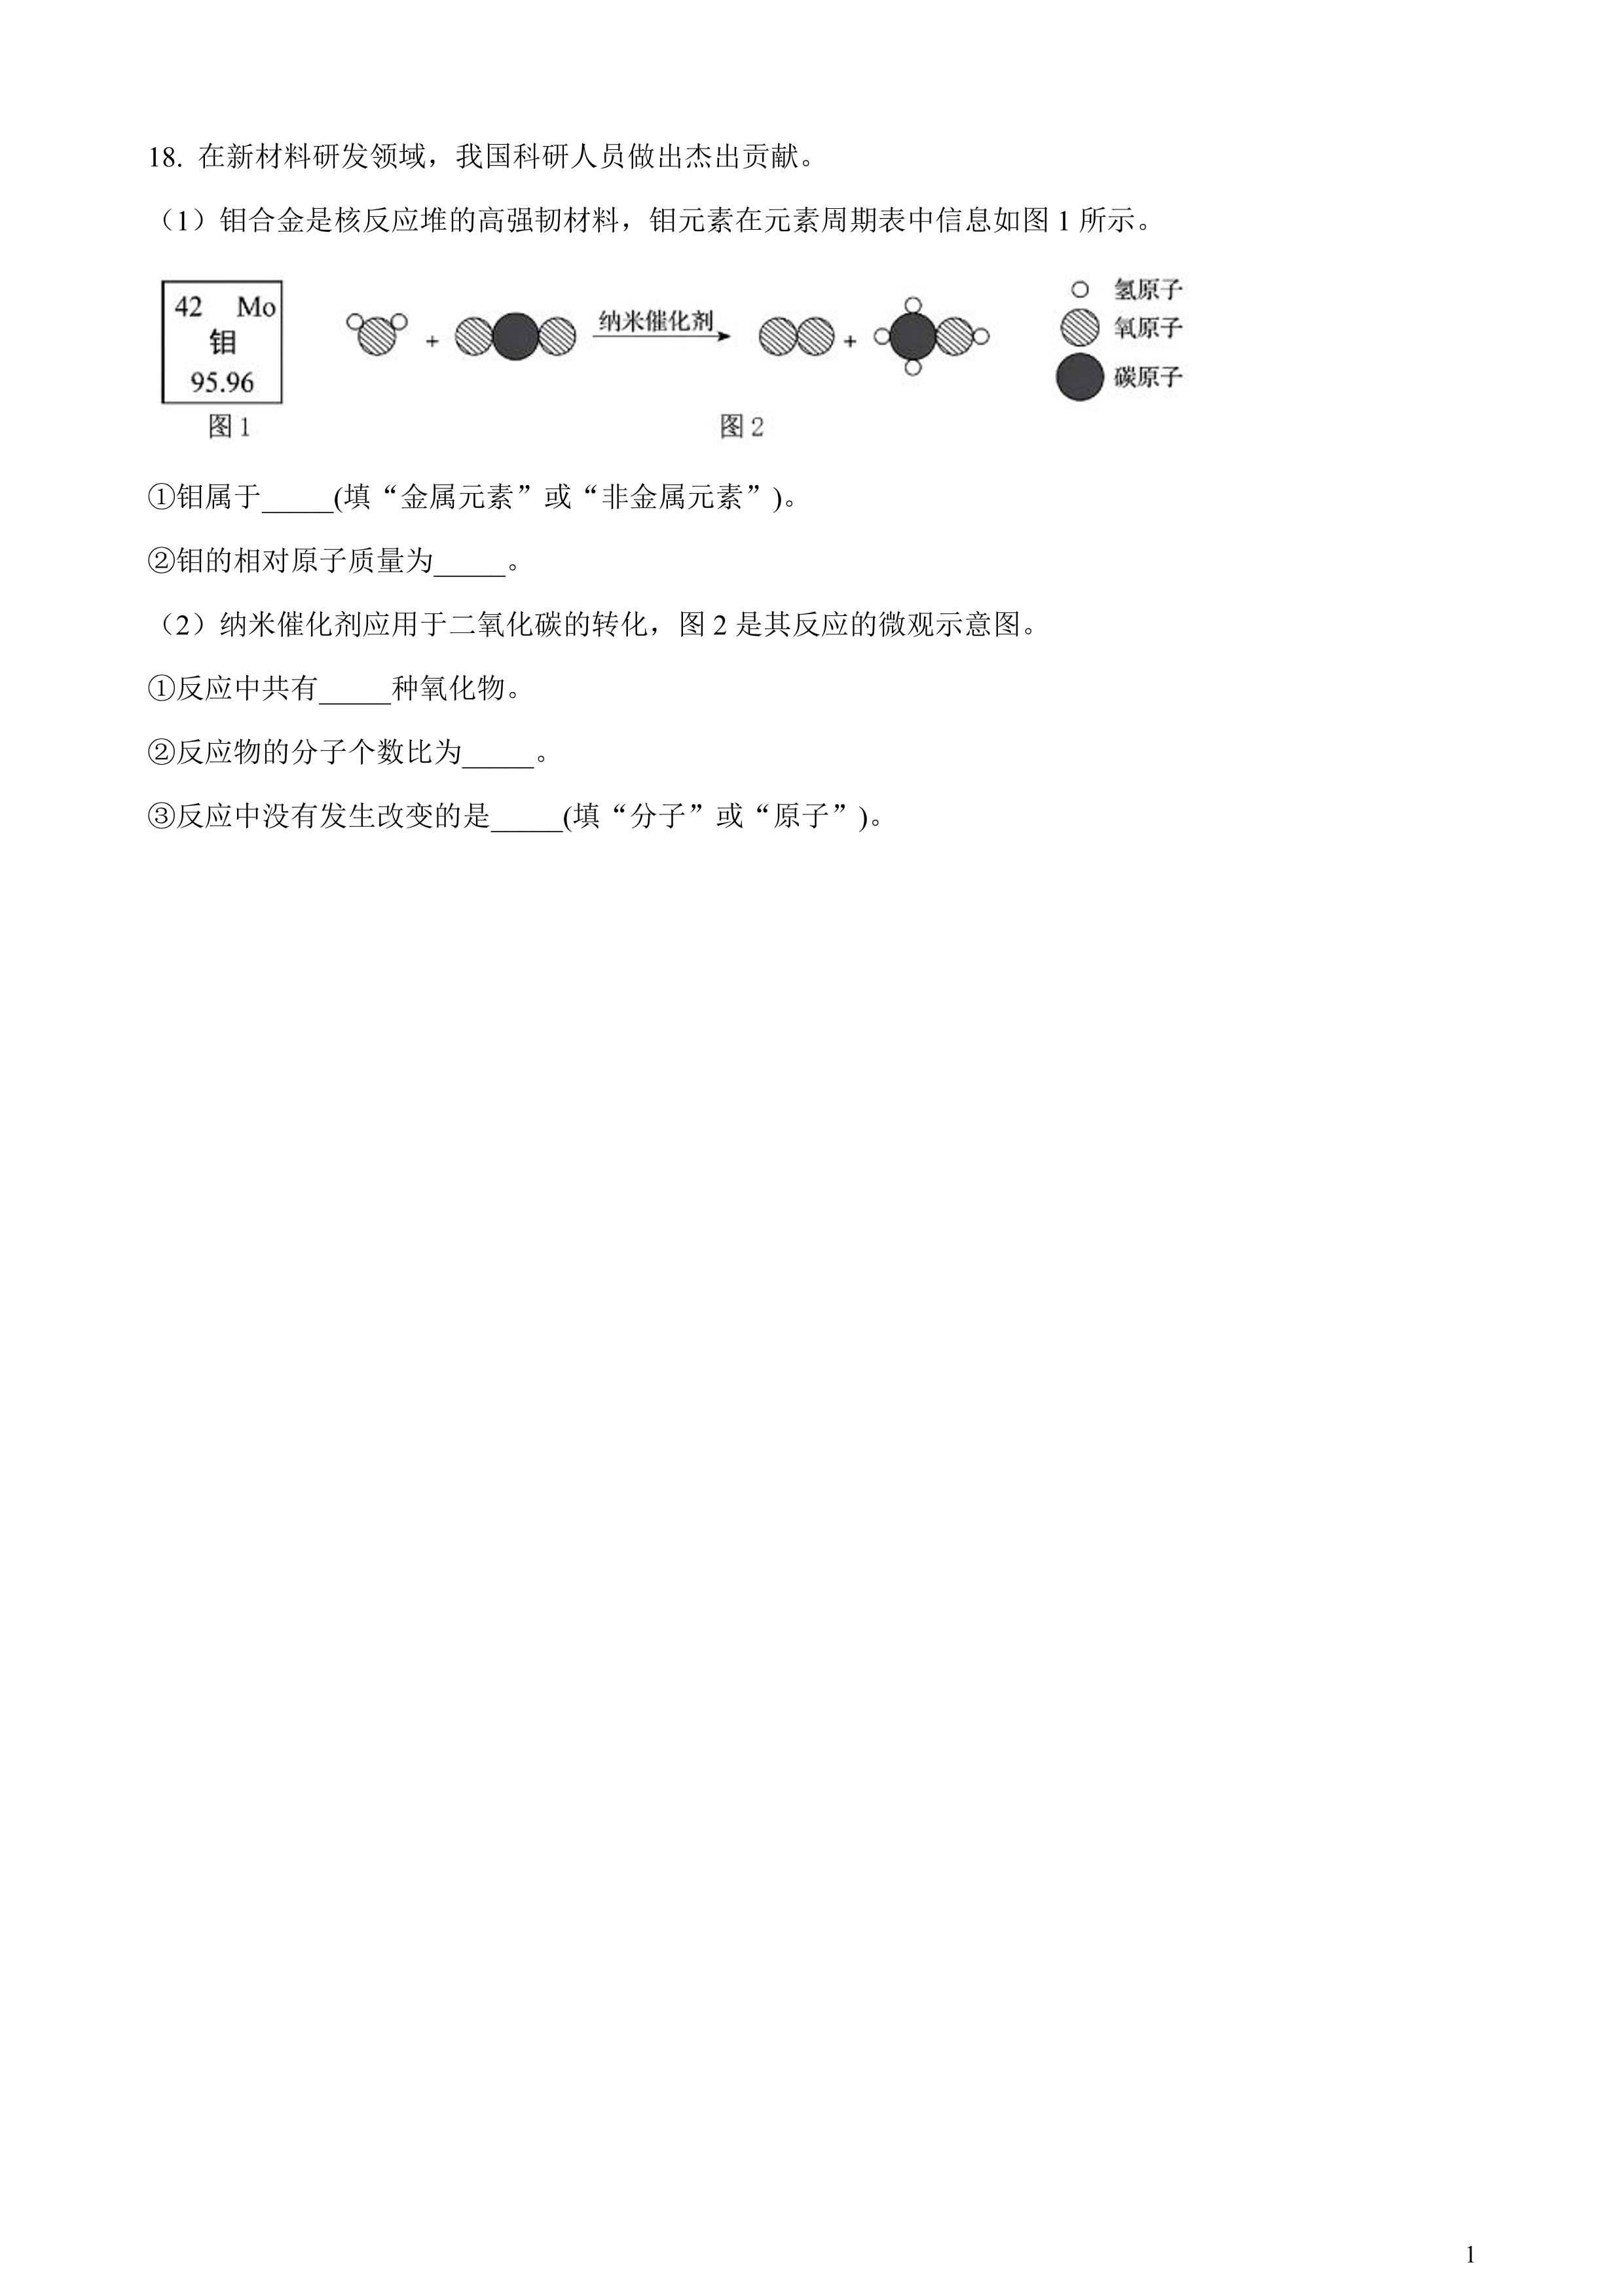 18. 在新材料研发领域，我国科研人员做出杰出贡献。
（1）钼合金是核反应堆的高强韧材料，钼元素在元素周期表中信息如图 1 所示。
42 Mo
钼
95.96
图 1
+
纳米催化剂
+
图 2
氢原子
氧原子
碳原子
①钼属于_____(填“金属元素”或“非金属元素”)。
②钼的相对原子质量为_____。
（2）纳米催化剂应用于二氧化碳的转化，图 2 是其反应的微观示意图。
①反应中共有_____种氧化物。
②反应物的分子个数比为_____。
③反应中没有发生改变的是_____(填“分子”或“原子”)。
1